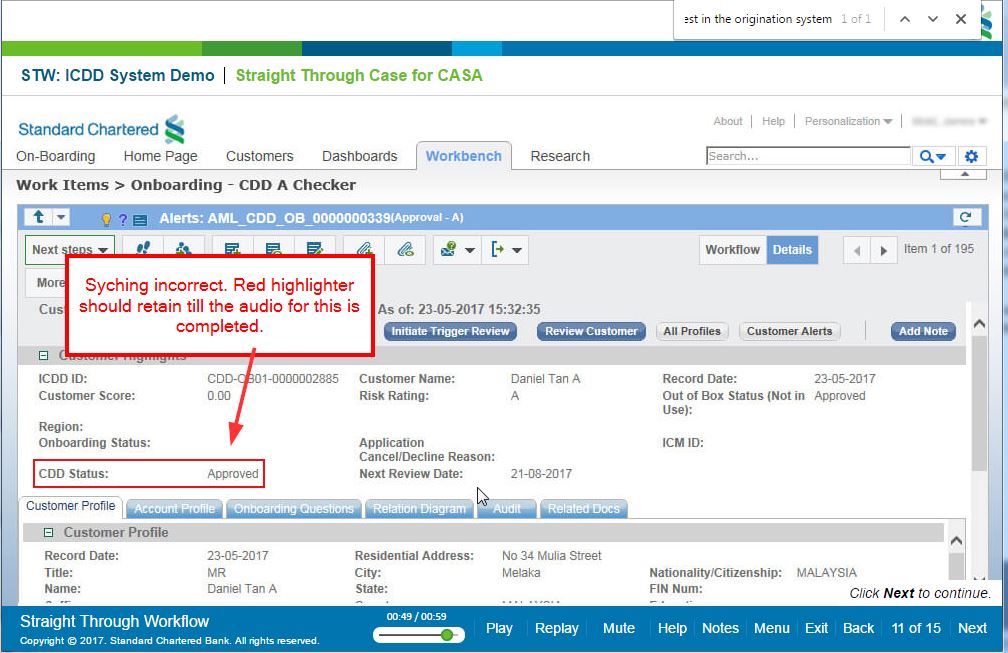 est in the origination system 1 of 1
STW: ICDD System Demo | Straight Through Case for CASA
Standard Chartered
About | Help | Personalization
On-Boarding Home Page Customers Dashboards Workbench Research
Search...
Work Items > Onboarding - CDD A Checker
? Alerts: AML_CDD_OB_0000000339(Approval - A)
Next steps Workflow Details Item 1 of 195
More
Syching incorrect. Red highlighter
should retain till the audio for this is
completed.
Cus As of: 23-05-2017 15:32:35
Initiate Trigger Review Review Customer All Profiles Customer Alerts Add Note
Customer Highlights
ICDD ID: CDD-OB01-0000002885 Customer Name: Daniel Tan A Record Date: 23-05-2017
Customer Score: 0.00 Risk Rating: A Out of Box Status (Not in Approved
Use):
Region:
Onboarding Status: Application ICM ID:
Cancel/Decline Reason:
CDD Status: Approved Next Review Date: 21-08-2017
Customer Profile Account Profile Onboarding Questions Relation Diagram Audit Related Docs
Customer Profile
Record Date: 23-05-2017 Residential Address: No 34 Mulia Street
Title: MR City: Melaka Nationality/Citizenship: MALAYSIA
Name: Daniel Tan A State: FIN Num:
Click Next to continue.
Straight Through Workflow 00:49 / 00:59
Copyright © 2017. Standard Chartered Bank. All rights reserved.
Play Replay Mute | Help | Notes | Menu | Exit | Back | 11 of 15 | Next